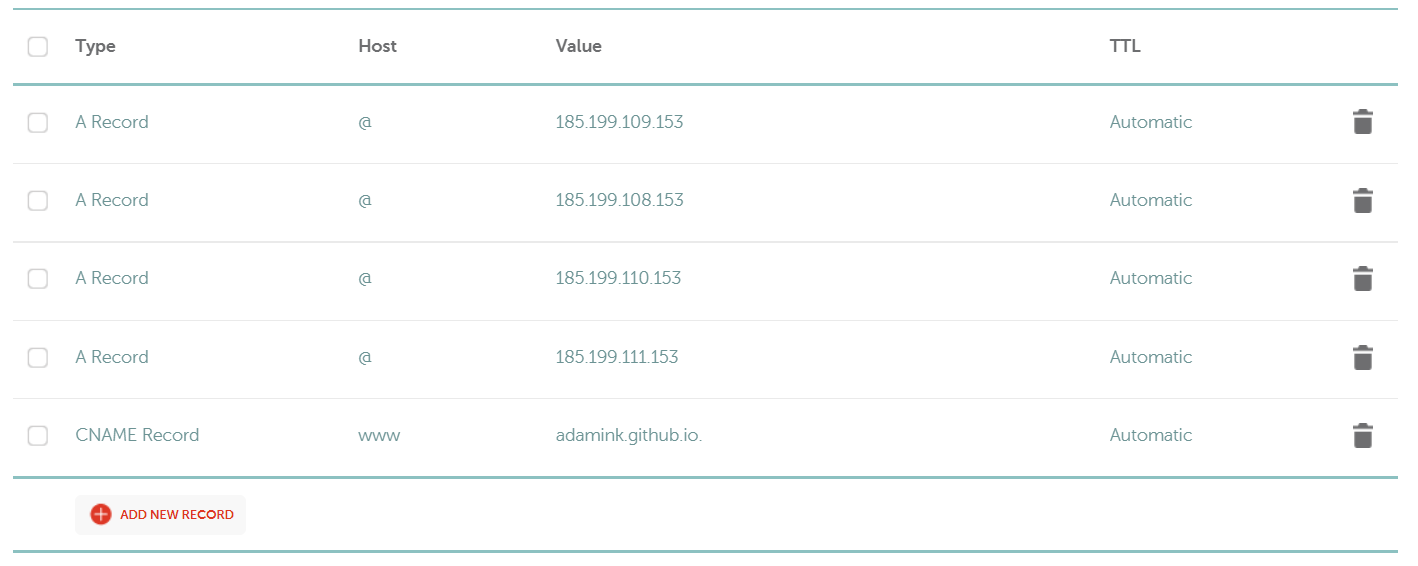 Type Host Value TTL
A Record @ 185.199.109.153 Automatic
A Record @ 185.199.108.153 Automatic
A Record @ 185.199.110.153 Automatic
A Record @ 185.199.111.153 Automatic
CNAME Record www adamink.github.io. Automatic
ADD NEW RECORD